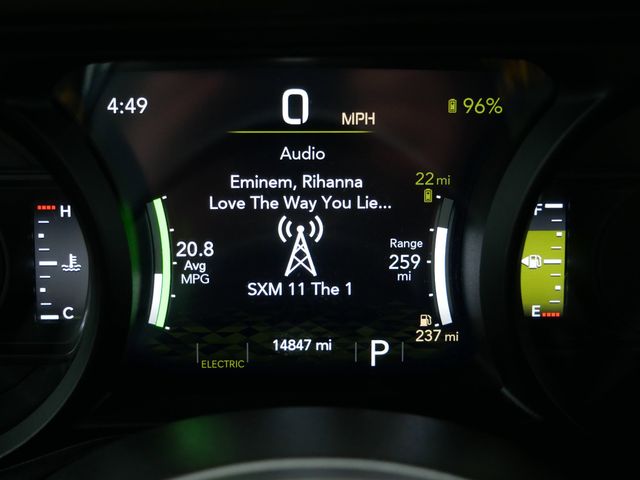 4:49
0 MPH
96%
Audio
Eminem, Rihanna
Love The Way You Lie...
22 mi
H
F
20.8
Avg
MPG
Range
259
mi
SXM 11 The 1
C
E
237 mi
ELECTRIC
14847 mi
P